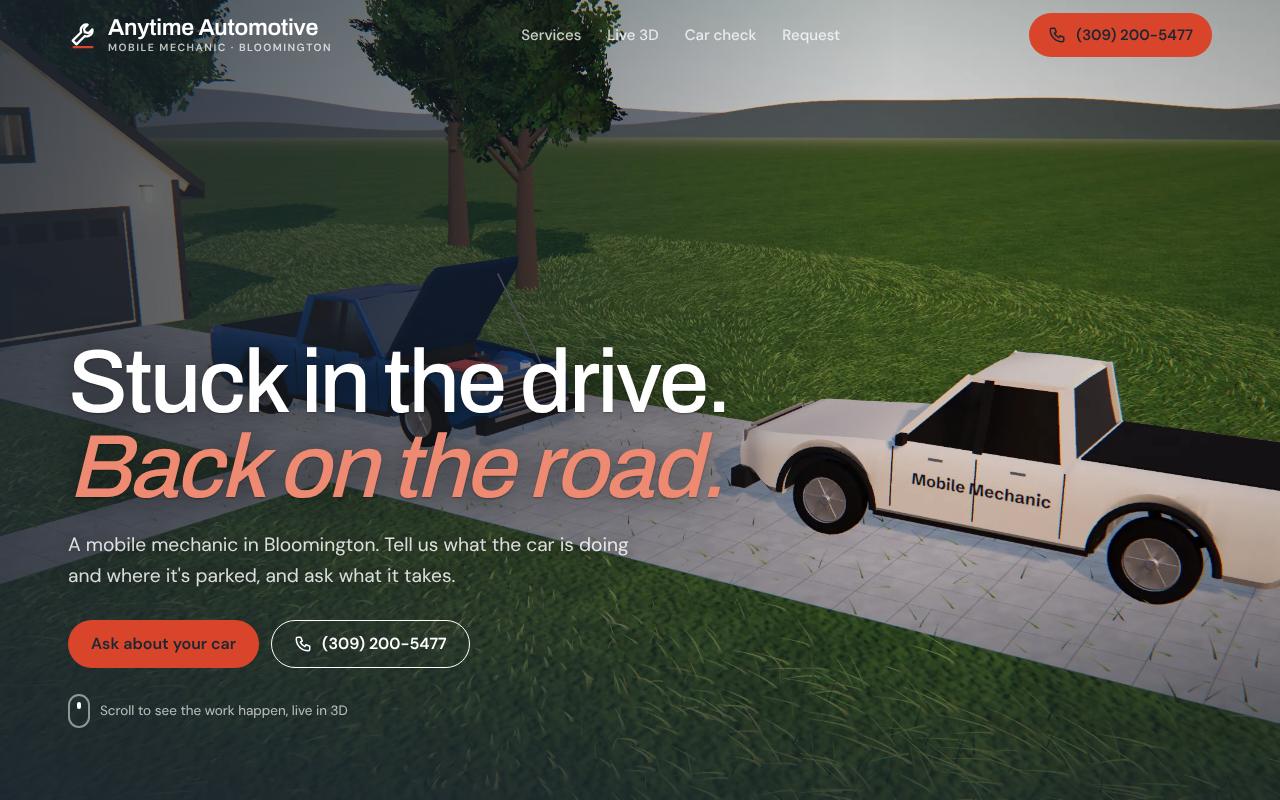 Anytime Automotive
MOBILE MECHANIC · BLOOMINGTON
Services
Live 3D
Car check
Request
(309) 200-5477
Stuck in the drive.
Back on the road.
Mobile Mechanic
A mobile mechanic in Bloomington. Tell us what the car is doing
and where it's parked, and ask what it takes.
Ask about your car
(309) 200-5477
Scroll to see the work happen, live in 3D